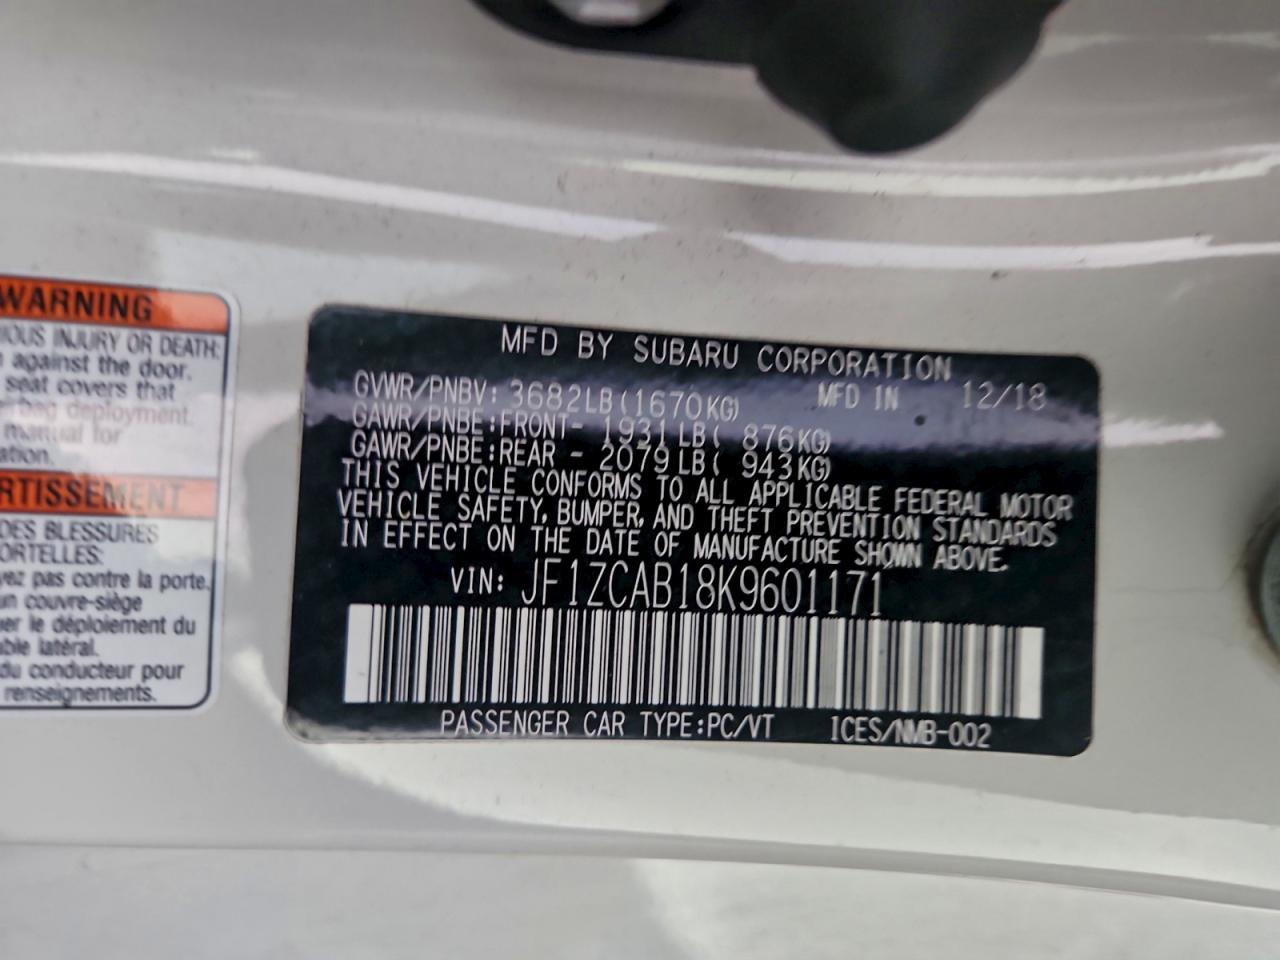 WARNING
IOUS INJURY OR DEATH:
against the door.
seat covers that
bag deployment.
manual for
ation.
RTISSEMENT
DES BLESSURES
ORTELLES:
yez pas contre la porte.
un couvre-siège
er le déploiement du
able latéral.
du conducteur pour
renseignements.
MFD BY SUBARU CORPORATION
GVWR/PNBV: 3682LB(1670KG) MFD IN 12/18
GAWR/PNBE:FRONT- 1931LB( 876KG)
GAWR/PNBE:REAR - 2079LB( 943KG)
THIS VEHICLE CONFORMS TO ALL APPLICABLE FEDERAL MOTOR
VEHICLE SAFETY, BUMPER, AND THEFT PREVENTION STANDARDS
IN EFFECT ON THE DATE OF MANUFACTURE SHOWN ABOVE.
VIN: JF1ZCAB18K9601171
PASSENGER CAR TYPE:PC/VT ICES/NMB-002